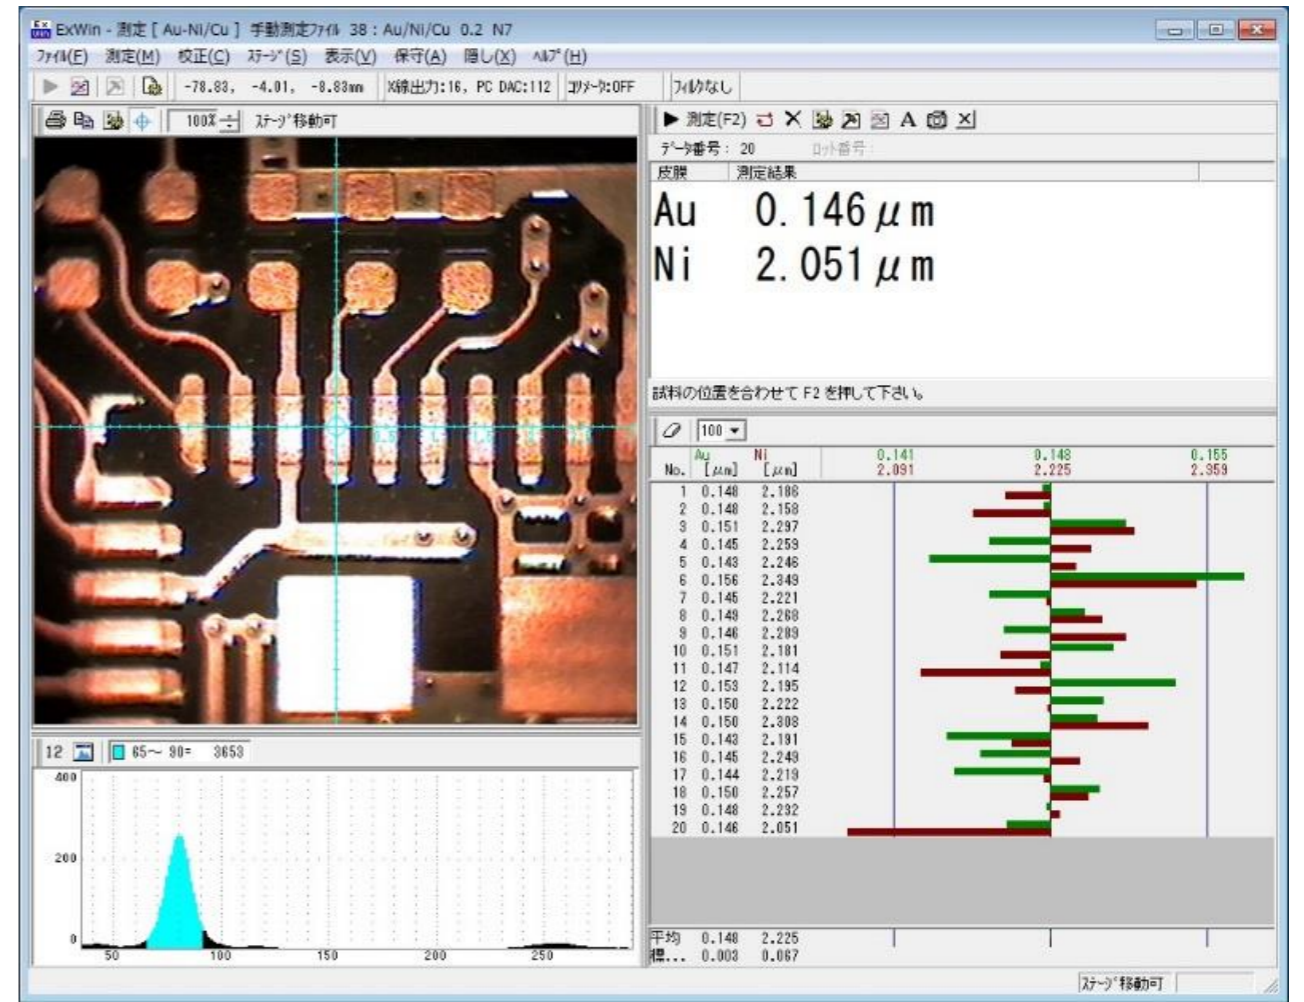 ExWin - 測定 [ Au-Ni/Cu ] 手動測定ファイル 38 : Au/Ni/Cu 0.2 N7
ファイル(F) 測定(M) 校正(C) ステージ(S) 表示(V) 保守(A) 隠し(X) ヘルプ(H)
-78.83, -4.01, -8.83mm X線出力:16, PC DAC:112 コリメータ:OFF フィルタなし
100% ステージ移動可
測定(F2)
データ番号 : 20 ロット番号 :
皮膜 測定結果
Au 0.146μm
Ni 2.051μm
試料の位置を合わせて F2 を押して下さい。
100
Au Ni 0.141 0.148 0.155
No. [μm] [μm] 2.091 2.225 2.359
1 0.148 2.186
2 0.148 2.158
3 0.151 2.297
4 0.145 2.259
5 0.143 2.246
6 0.156 2.349
7 0.145 2.221
8 0.149 2.268
9 0.146 2.289
10 0.151 2.181
11 0.147 2.114
12 0.153 2.195
13 0.150 2.222
14 0.150 2.308
15 0.143 2.191
16 0.145 2.249
17 0.144 2.219
18 0.150 2.257
19 0.148 2.232
20 0.146 2.051
平均 0.148 2.225
標... 0.003 0.067
12 65～ 90= 3653
400
200
0
50 100 150 200 250
ステージ移動可